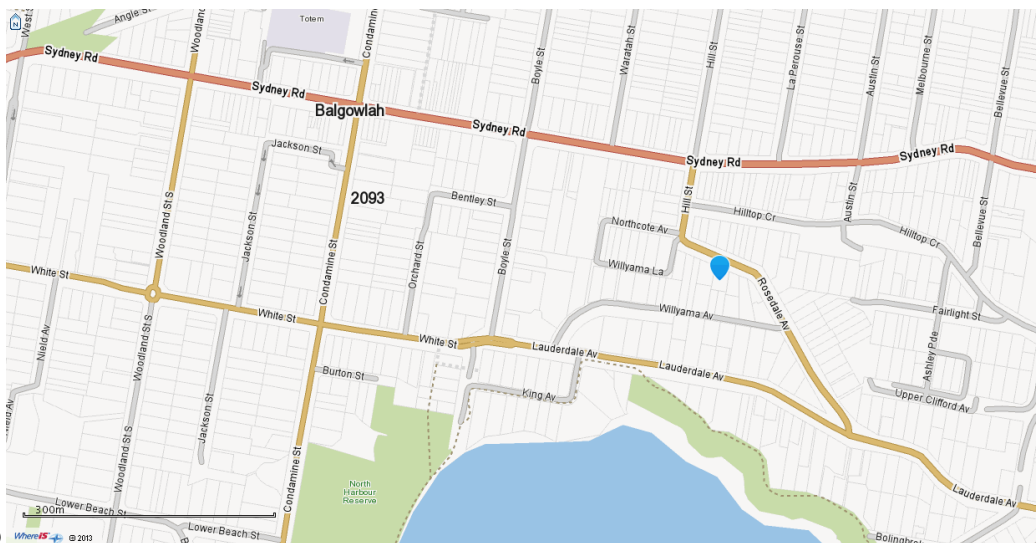 N
West St
Angle St
Woodland
Totem
Condamine St
Boyle St
Waratah St
Hill St
La Perouse St
Austin St
Melbourne St
Bellevue St
Sydney Rd
Sydney Rd
Balgowlah
Sydney Rd
Sydney Rd
Sydney Rd
Jackson St
2093
Bentley St
Northcote Av
Hill St
Hilltop Cr
Austin St
Hilltop Cr
Bellevue St
Woodland St S
Jackson St
Condamine St
Orchard St
Boyle St
Willyama La
Rosedale Av
White St
White St
White St
Willyama Av
Fairlight St
Nield Av
Woodland St S
Lauderdale Av
Lauderdale Av
Ashley Pde
Burton St
King Av
Upper Clifford Av
Jackson St
Condamine St
North
Harbour
Reserve
Lauderdale Av
Lower Beach St
300m
Lower Beach St
WhereiS © 2013